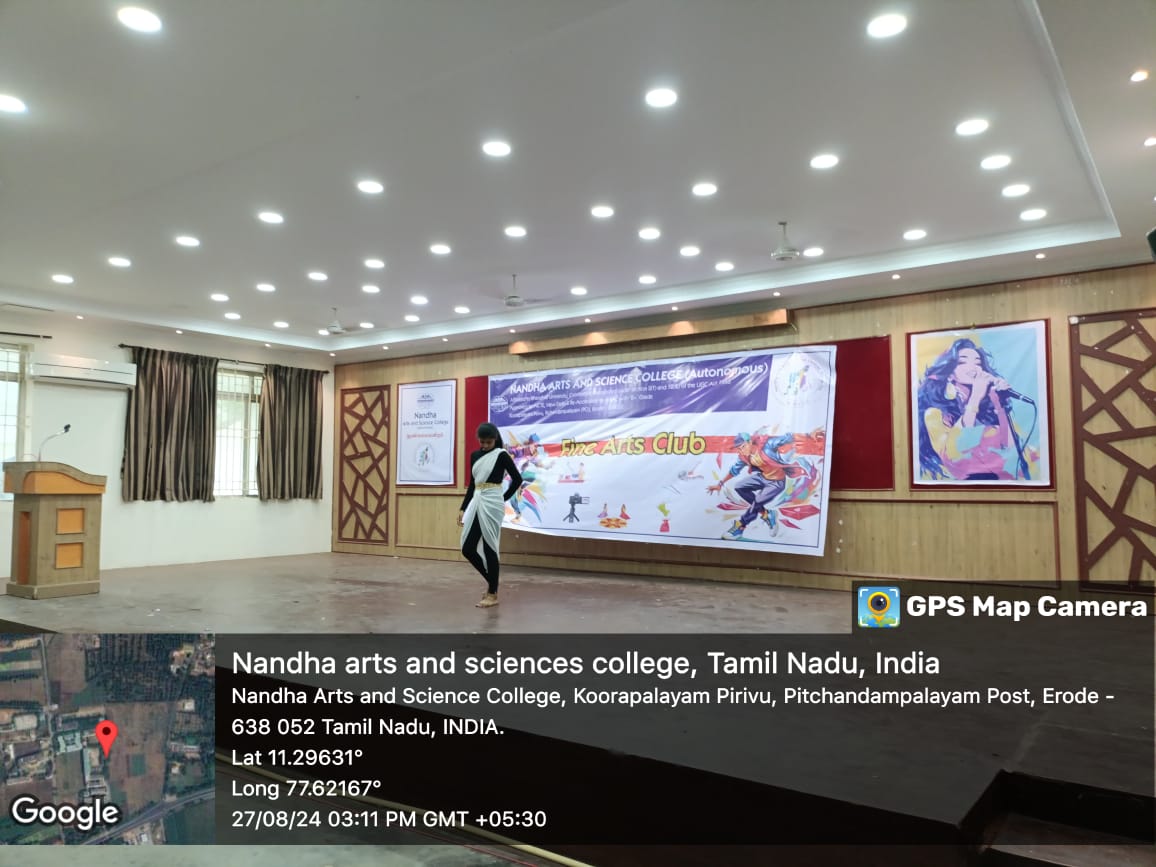 NANDHA ARTS AND SCIENCE COLLEGE (Autonomous)
Fine Arts Club
Nandha
Arts and Science College
GPS Map Camera
Nandha arts and sciences college, Tamil Nadu, India
Nandha Arts and Science College, Koorapalayam Pirivu, Pitchandampalayam Post, Erode -
638 052 Tamil Nadu, INDIA.
Lat 11.29631°
Long 77.62167°
27/08/24 03:11 PM GMT +05:30
Google